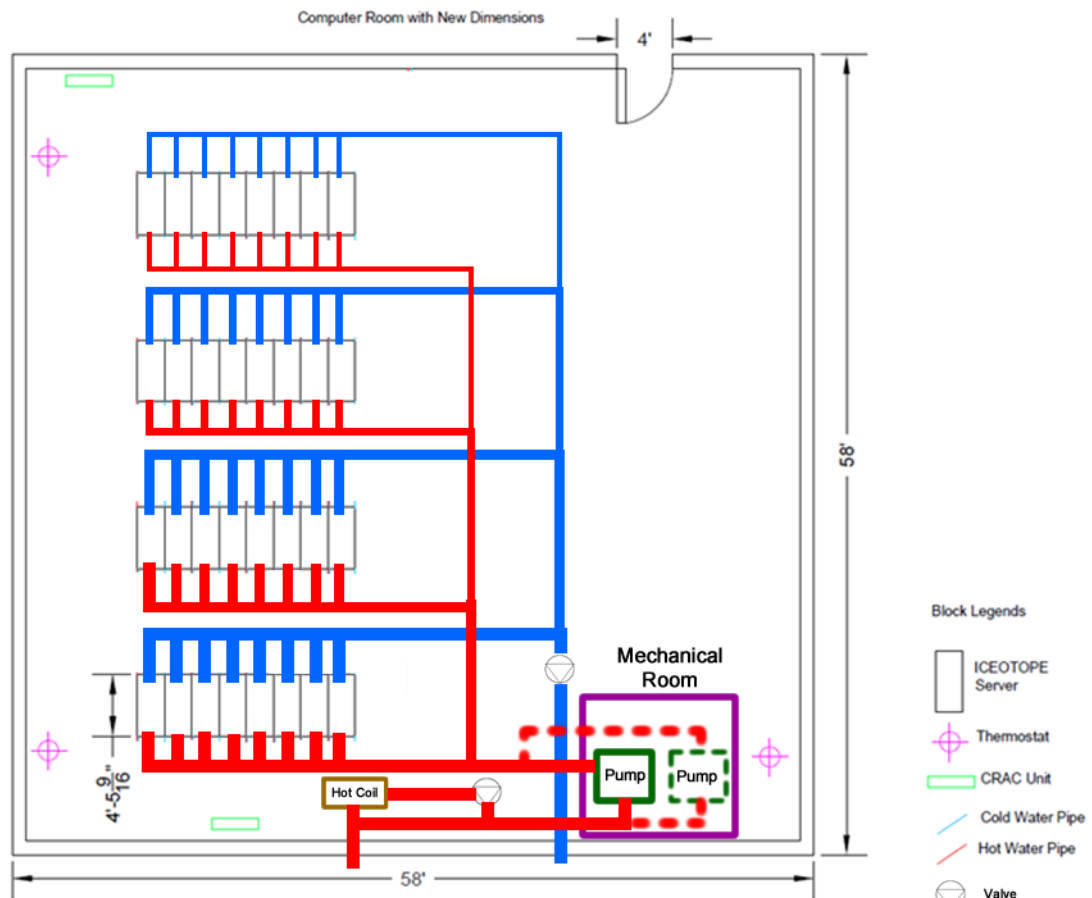 Computer Room with New Dimensions
4'
58'
Block Legends
ICEOTOPE
Server
Thermostat
CRAC Unit
Cold Water Pipe
Hot Water Pipe
Valve
Mechanical
Room
Pump
Pump
Hot Coil
4'-5 9/16"
58'